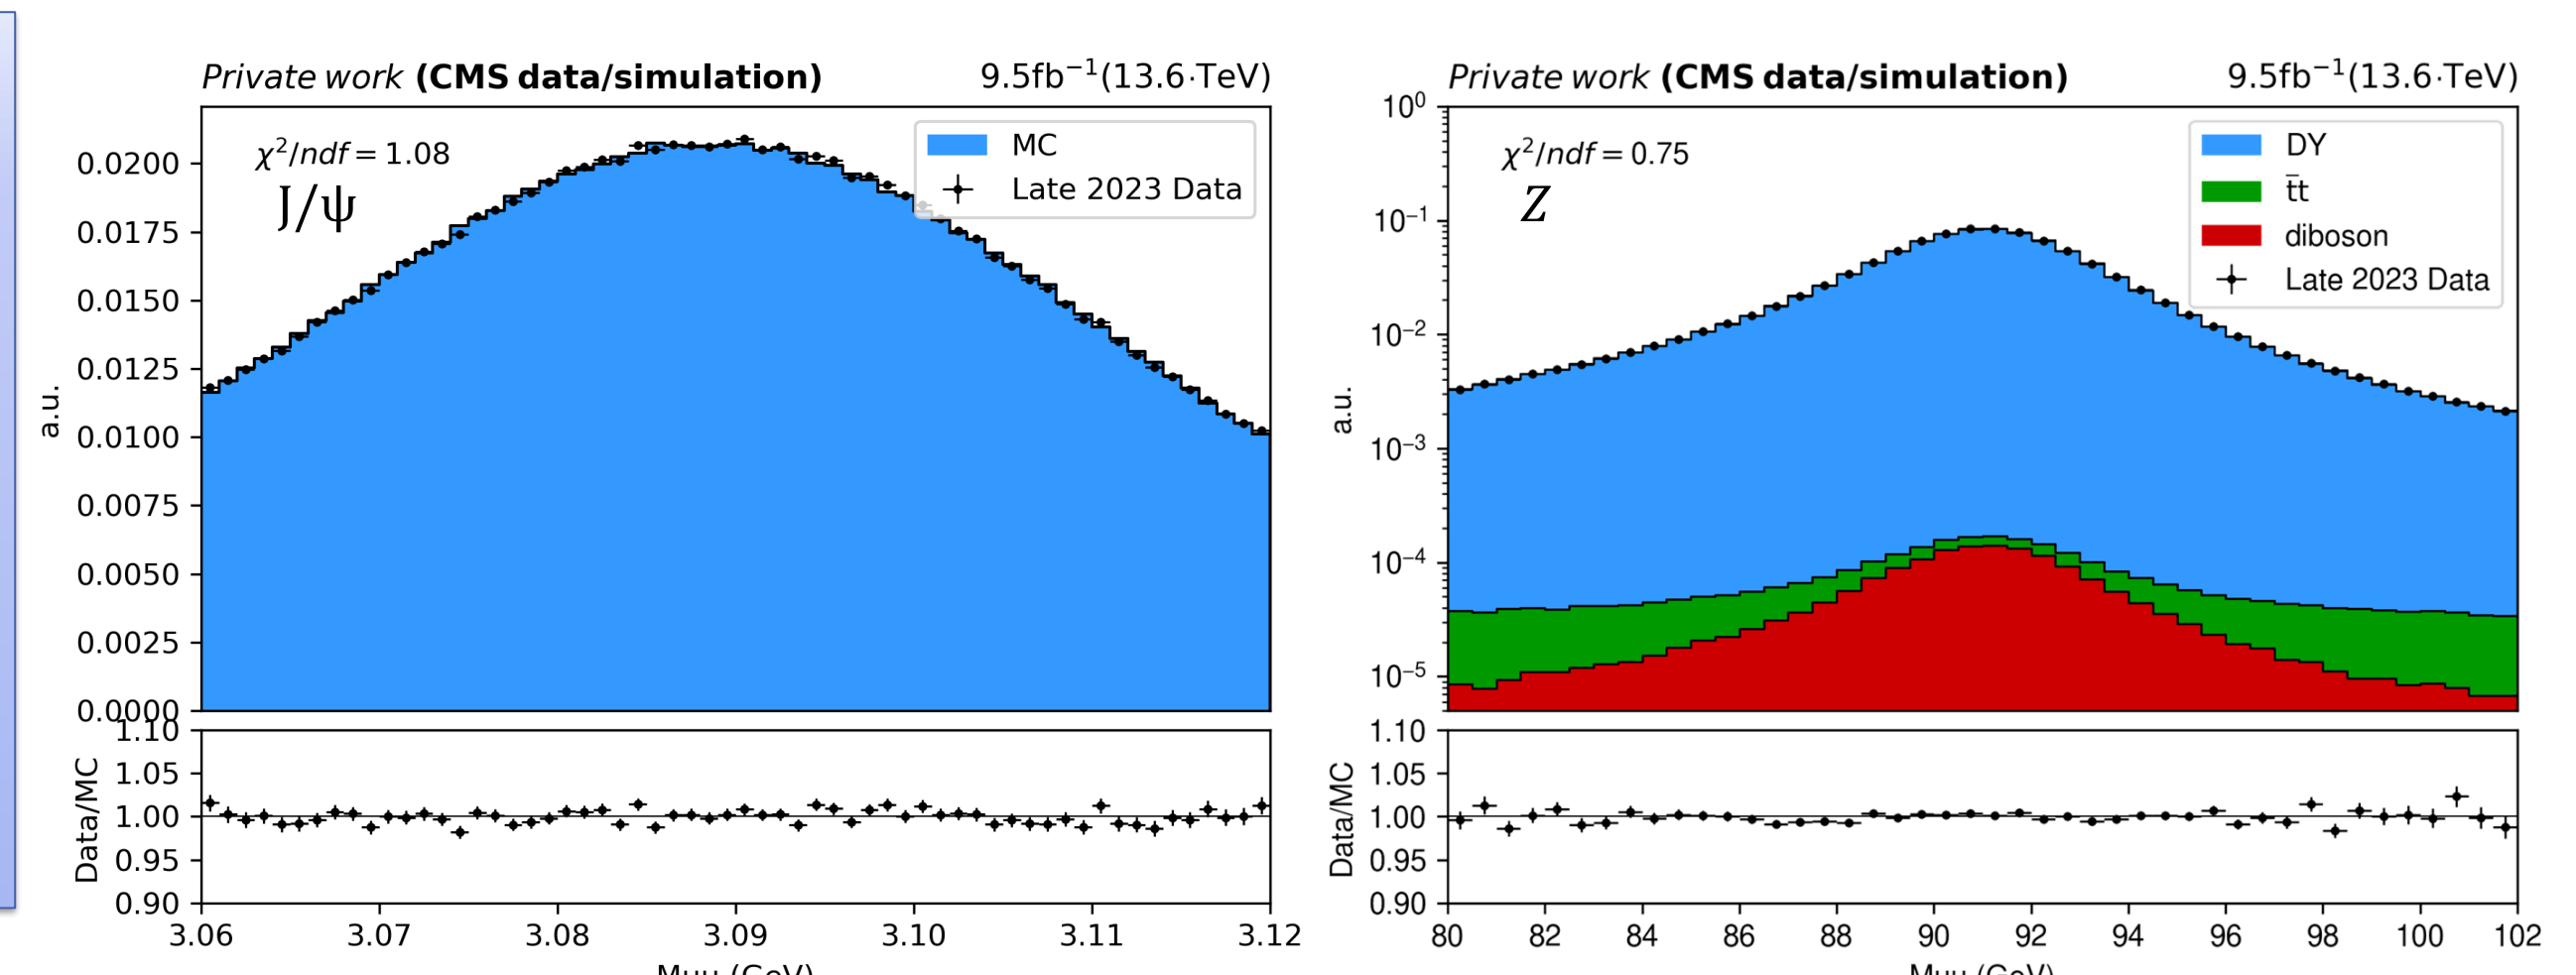 Private work (CMS data/simulation) 9.5fb⁻¹(13.6·TeV)
χ²/ndf = 1.08
J/ψ
MC
Late 2023 Data
0.0200
0.0175
0.0150
0.0125
0.0100
0.0075
0.0050
0.0025
0.0000
a.u.
1.10
1.05
1.00
0.95
0.90
Data/MC
3.06 3.07 3.08 3.09 3.10 3.11 3.12
Mμμ (GeV)
Private work (CMS data/simulation) 9.5fb⁻¹(13.6·TeV)
χ²/ndf = 0.75
Z
DY
t̄t
diboson
Late 2023 Data
10⁰
10⁻¹
10⁻²
10⁻³
10⁻⁴
10⁻⁵
a.u.
1.10
1.05
1.00
0.95
0.90
Data/MC
80 82 84 86 88 90 92 94 96 98 100 102
Mμμ (GeV)